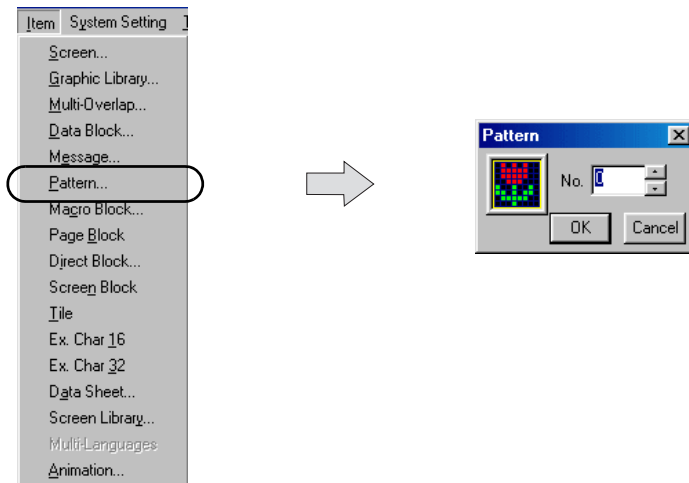 Item System Setting
Screen...
Graphic Library...
Multi-Overlap...
Data Block...
Message...
Pattern...
Macro Block...
Page Block
Direct Block...
Screen Block
Tile
Ex. Char 16
Ex. Char 32
Data Sheet...
Screen Library...
Multi-Languages
Animation...
Pattern
No. 0
OK Cancel